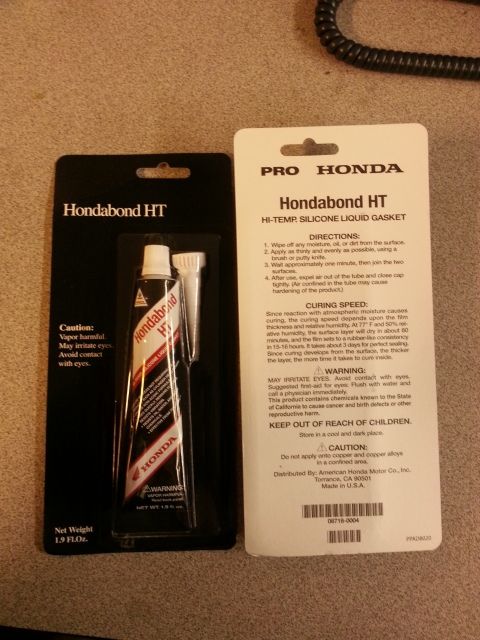 Hondabond HT
Caution:
Vapor harmful.
May irritate eyes.
Avoid contact
with eyes.
Net Weight
1.9 Fl.Oz.
Hondabond
HT
SILICONE LIQUID
HONDA
WARNING
VAPOR HARMFUL
NET WT. 1.9 fl. oz.
PRO HONDA
Hondabond HT
HI-TEMP. SILICONE LIQUID GASKET
DIRECTIONS:
1. Wipe off any moisture, oil, or dirt from the surface.
2. Apply as thinly and evenly as possible, using a
brush or putty knife.
3. Wait approximately one minute, then join the two
surfaces.
4. After use, expel air out of the tube and close cap
tightly. (Air confined in the tube may cause
hardening of the product.)
CURING SPEED:
Since reaction with atmospheric moisture causes
curing, the curing speed depends upon the film
thickness and relative humidity. At 77° F and 50% rel-
ative humidity, the surface layer will dry in about 60
minutes, and the film sets to a rubber-like consistency
in 15-16 hours. It takes about 3 days for perfect sealing.
Since curing develops from the surface, the thicker
the layer, the more time it takes to cure inside.
WARNING:
MAY IRRITATE EYES. Avoid contact with eyes.
Suggested first-aid for eyes: Flush with water and
call a physician immediately.
This product contains chemicals known to the State
of California to cause cancer and birth defects or other
reproductive harm.
KEEP OUT OF REACH OF CHILDREN.
Store in a cool and dark place.
CAUTION:
Do not apply onto copper and copper alloys
in a confined area.
Distributed By: American Honda Motor Co., Inc.
Torrance, CA 90501
Made in U.S.A.
08718-0004